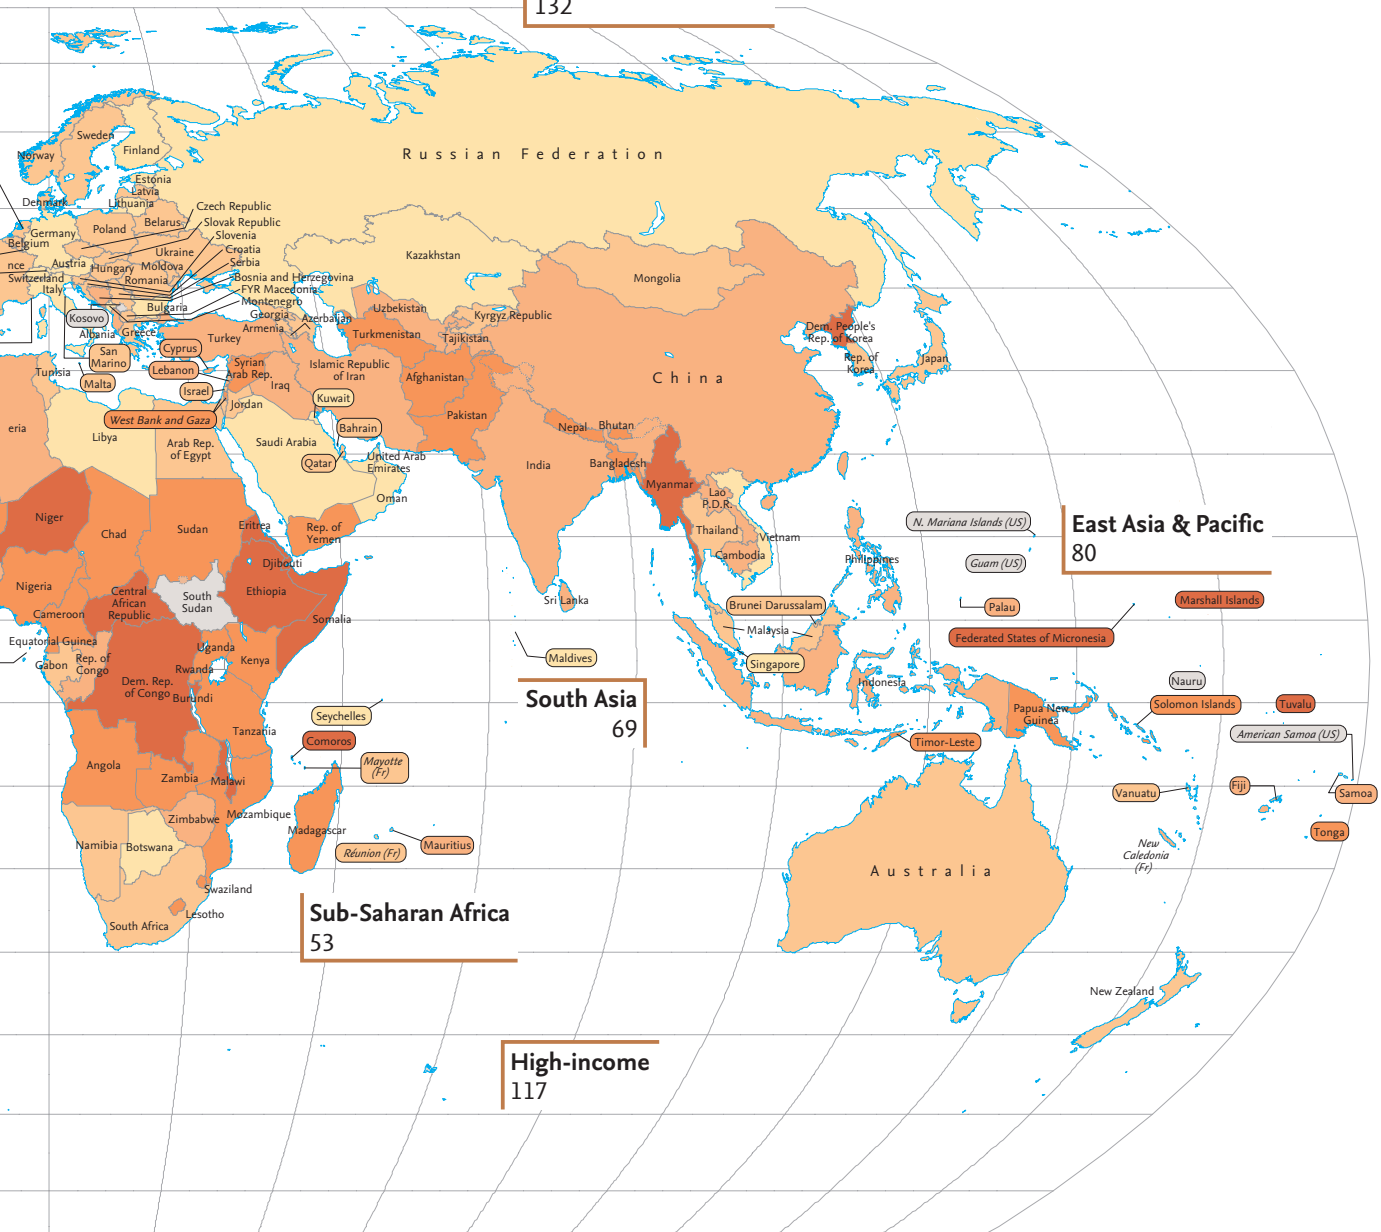 132
Sweden
Norway
Finland
Russian Federation
Estonia
Latvia
Lithuania
Denmark
Czech Republic
Slovak Republic
Slovenia
Croatia
Serbia
Bosnia and Herzegovina
FYR Macedonia
Montenegro
Belarus
Poland
Germany
Belgium
Ukraine
nce
Austria
Hungary
Moldova
Switzerland
Romania
Italy
Bulgaria
Kosovo
Albania
Greece
Georgia
Armenia
Azerbaijan
Kazakhstan
Mongolia
Uzbekistan
Kyrgyz Republic
Turkmenistan
Tajikistan
Turkey
Cyprus
San
Marino
Lebanon
Syrian
Arab Rep.
Tunisia
Malta
Israel
Iraq
Islamic Republic
of Iran
Afghanistan
Kuwait
Jordan
West Bank and Gaza
Pakistan
China
Dem. People's
Rep. of Korea
Rep. of
Korea
Japan
eria
Libya
Arab Rep.
of Egypt
Saudi Arabia
Bahrain
Qatar
United Arab
Emirates
Oman
Nepal
Bhutan
India
Bangladesh
Myanmar
Lao
P.D.R.
Thailand
Vietnam
Cambodia
Philippines
Niger
Chad
Sudan
Eritrea
Rep. of
Yemen
Djibouti
N. Mariana Islands (US)
Guam (US)
East Asia & Pacific
80
Nigeria
Central
African
Republic
South
Sudan
Ethiopia
Cameroon
Somalia
Sri Lanka
Brunei Darussalam
Malaysia
Palau
Marshall Islands
Federated States of Micronesia
Equatorial Guinea
Gabon
Rep. of
Congo
Uganda
Rwanda
Kenya
Dem. Rep.
of Congo
Burundi
Maldives
Singapore
Indonesia
Nauru
Solomon Islands
Tuvalu
American Samoa (US)
Papua New
Guinea
South Asia
69
Seychelles
Tanzania
Comoros
Timor-Leste
Mayotte
(Fr)
Angola
Zambia
Malawi
Vanuatu
Fiji
Samoa
Mozambique
Zimbabwe
Madagascar
Mauritius
Tonga
Namibia
Botswana
Réunion (Fr)
New
Caledonia
(Fr)
Australia
Swaziland
Lesotho
South Africa
Sub-Saharan Africa
53
New Zealand
High-income
117